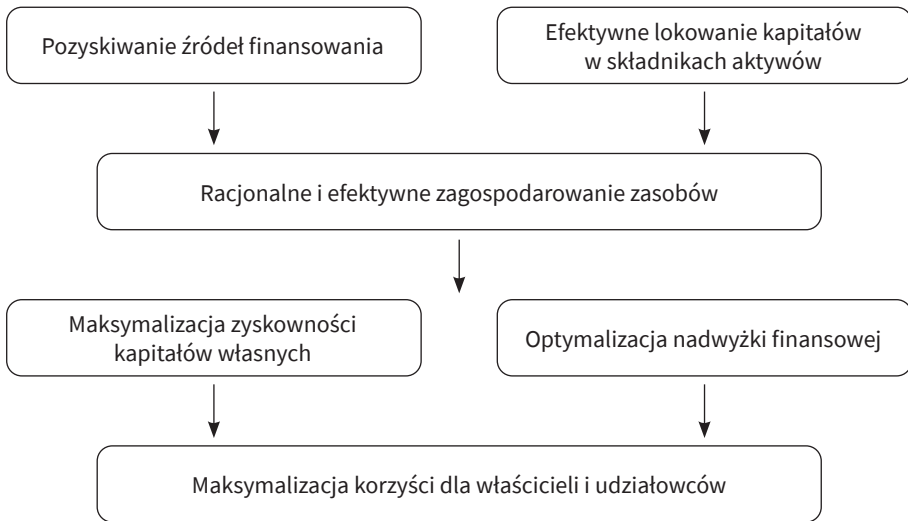 Pozyskiwanie źródeł finansowania
Efektywne lokowanie kapitałów
w składnikach aktywów
Racjonalne i efektywne zagospodarowanie zasobów
Maksymalizacja zyskowności
kapitałów własnych
Optymalizacja nadwyżki finansowej
Maksymalizacja korzyści dla właścicieli i udziałowców